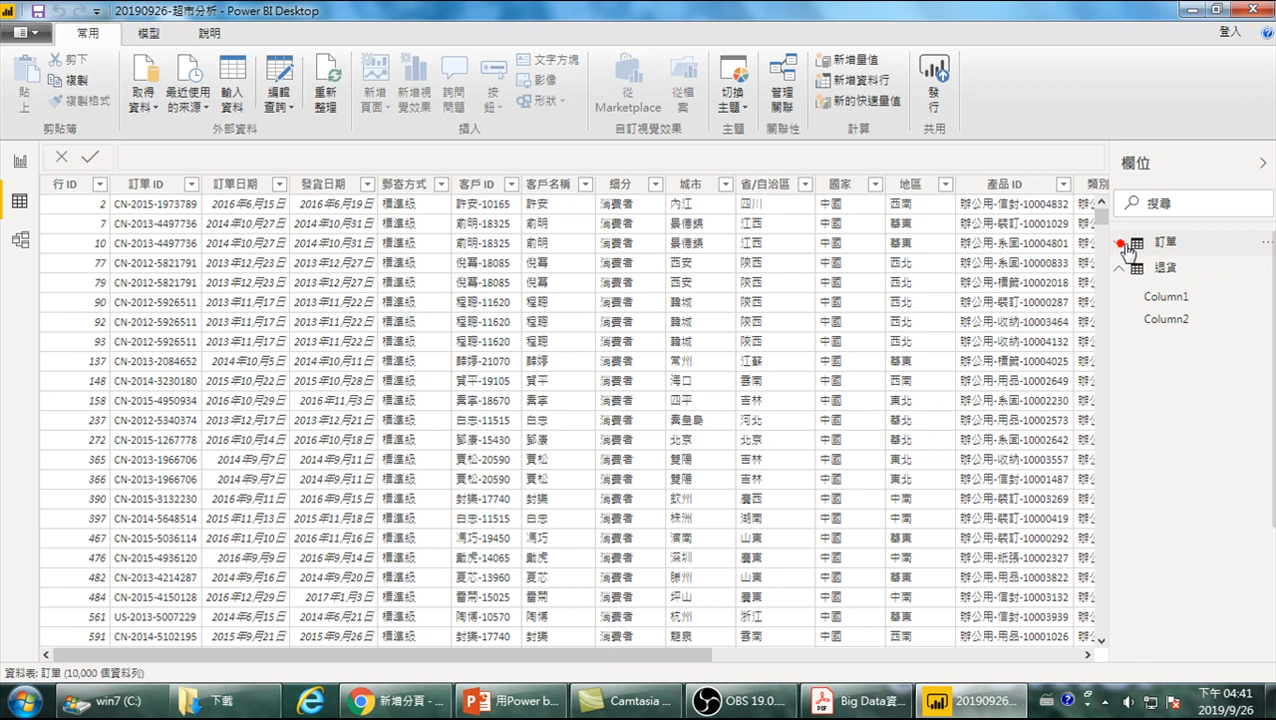 20190926-超市分析 - Power BI Desktop
常用 模型 說明 登入
貼上 剪下 複製 複製格式
取得資料 最近使用的來源 輸入資料 編輯查詢 重新整理
新增頁面 新增視覺效果 詢問問題 按鈕 文字方塊 影像 形狀
從 Marketplace 從檔案 切換主題 管理關聯
新增量值 新增資料行 新的快速量值 發行
剪貼簿 外部資料 插入 自訂視覺效果 主題 關聯性 計算 共用
行 ID 訂單 ID 訂單日期 發貨日期 郵寄方式 客戶 ID 客戶名稱 細分 城市 省/自治區 國家 地區 產品 ID 類別
2 CN-2015-1973789 2016年6月15日 2016年6月19日 標準級 許安-10165 許安 消費者 內江 四川 中國 西南 辦公用-信封-10004832
7 CN-2013-4497736 2014年10月27日 2014年10月31日 標準級 俞明-18325 俞明 消費者 景德鎮 江西 中國 華東 辦公用-裝訂-10001029
10 CN-2013-4497736 2014年10月27日 2014年10月31日 標準級 俞明-18325 俞明 消費者 景德鎮 江西 中國 華東 辦公用-系固-10004801
77 CN-2012-5821791 2013年11月27日 2013年12月1日 標準級 倪冪-18085 倪冪 消費者 西安 陝西 中國 西北 辦公用-系固-10000833
79 CN-2012-5821791 2013年11月27日 2013年12月1日 標準級 倪冪-18085 倪冪 消費者 西安 陝西 中國 西北 辦公用-標籤-10002018
90 CN-2012-5926511 2013年11月17日 2013年11月22日 標準級 程聰-11620 程聰 消費者 韓城 陝西 中國 西北 辦公用-裝訂-10000287
92 CN-2012-5926511 2013年11月17日 2013年11月22日 標準級 程聰-11620 程聰 消費者 韓城 陝西 中國 西北 辦公用-收納-10003464
93 CN-2012-5926511 2013年11月17日 2013年11月22日 標準級 程聰-11620 程聰 消費者 韓城 陝西 中國 西北 辦公用-收納-10004132
137 CN-2013-2084652 2014年10月5日 2014年10月11日 標準級 薛婷-21070 薛婷 消費者 常州 江蘇 中國 華東 辦公用-標籤-10004025
148 CN-2014-3230180 2015年10月22日 2015年10月28日 標準級 賀平-19105 賀平 消費者 海口 雲南 中國 西南 辦公用-用品-10002649
158 CN-2015-4950934 2016年10月29日 2016年11月3日 標準級 寧-18670 寧 消費者 四平 吉林 中國 東北 辦公用-系固-10002230
237 CN-2012-5340374 2013年12月17日 2013年12月21日 標準級 白忠-11515 白忠 消費者 秦皇島 河北 中國 華東 辦公用-用品-10002573
272 CN-2015-1267778 2016年10月14日 2016年10月18日 標準級 鄧康-15430 鄧康 消費者 北京 北京 中國 華東 辦公用-系固-10002642
365 CN-2013-1966706 2014年9月7日 2014年9月11日 標準級 賈松-20590 賈松 消費者 雙陽 吉林 中國 東北 辦公用-收納-10003557
366 CN-2013-1966706 2014年9月7日 2014年9月11日 標準級 賈松-20590 賈松 消費者 雙陽 吉林 中國 東北 辦公用-信封-10001487
390 CN-2015-3132230 2016年9月11日 2016年9月15日 標準級 封-17740 封 消費者 欽州 廣西 中國 中南 辦公用-裝訂-10003269
397 CN-2014-5648514 2015年11月13日 2015年11月18日 標準級 白忠-11515 白忠 消費者 株洲 湖南 中國 中南 辦公用-裝訂-10000419
467 CN-2015-5036114 2016年11月10日 2016年11月16日 標準級 馮巧-19450 馮巧 消費者 濱南 山東 中國 華東 辦公用-裝訂-10000292
476 CN-2015-4936120 2016年9月9日 2016年9月14日 標準級 虎-14065 虎 消費者 深圳 廣東 中國 中南 辦公用-紙張-10002327
482 CN-2013-4214287 2014年9月16日 2014年9月20日 標準級 夏芯-13960 夏芯 消費者 滕州 山東 中國 華東 辦公用-用品-10003822
484 CN-2015-4150128 2016年12月29日 2017年1月3日 標準級 雷-15025 雷 消費者 坪山 廣東 中國 中南 辦公用-信封-10003132
561 US-2013-5007229 2014年6月15日 2014年6月21日 標準級 陶博-10570 陶博 消費者 杭州 浙江 中國 華東 辦公用-信封-10003939
591 CN-2014-5102195 2015年9月21日 2015年9月26日 標準級 封-17740 封 消費者 龍泉 雲南 中國 西南 辦公用-用品-10001026
欄位
搜尋
訂單
退貨
Column1
Column2
資料表: 訂單 (10,000 個資料列)
win7 (C:) 下載 新增分頁 - ... 用Power b... Camtasia ... OBS 19.0.... Big Data資... 20190926... 下午 04:41
2019/9/26